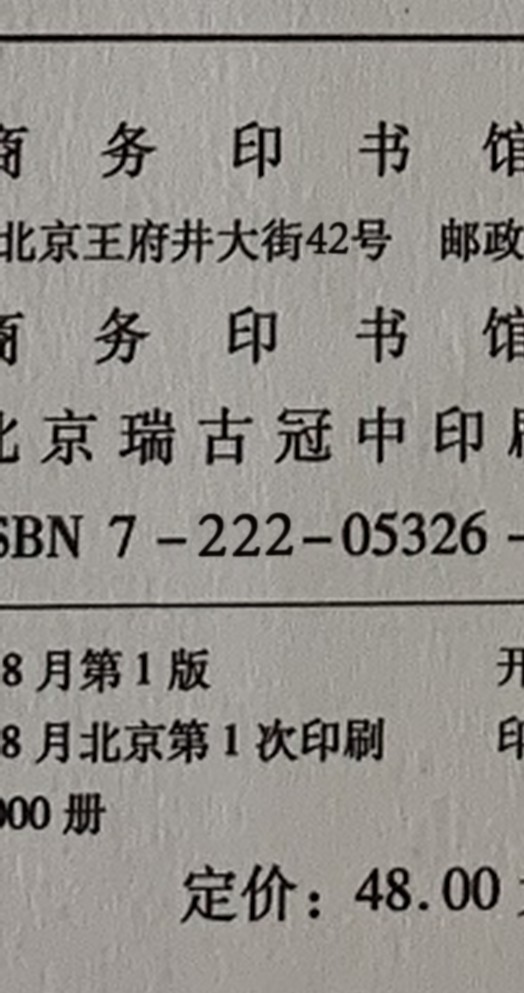 商务印书馆
北京王府井大街42号 邮政
商务印书馆
北京瑞古冠中印刷
SBN 7-222-05326-
8月第1版 开
8月北京第1次印刷 印
000册
定价：48.00